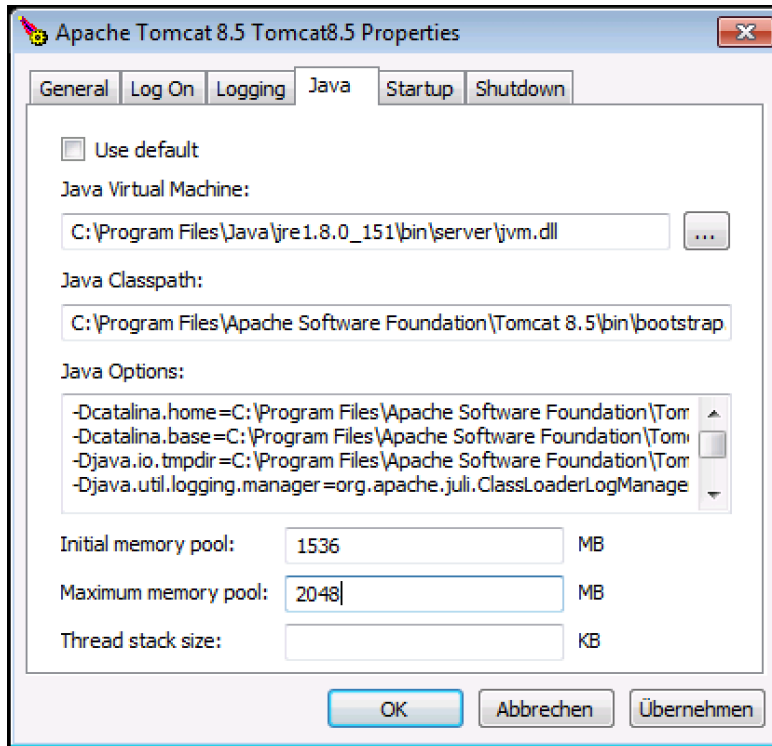 Apache Tomcat 8.5 Tomcat8.5 Properties
General Log On Logging Java Startup Shutdown
Use default
Java Virtual Machine:
C:\Program Files\Java\jre1.8.0_151\bin\server\jvm.dll
...
Java Classpath:
C:\Program Files\Apache Software Foundation\Tomcat 8.5\bin\bootstrap
Java Options:
-Dcatalina.home=C:\Program Files\Apache Software Foundation\Tom
-Dcatalina.base=C:\Program Files\Apache Software Foundation\Tom
-Djava.io.tmpdir=C:\Program Files\Apache Software Foundation\Tom
-Djava.util.logging.manager=org.apache.juli.ClassLoaderLogManage
Initial memory pool: 1536 MB
Maximum memory pool: 2048 MB
Thread stack size: KB
OK Abbrechen Übernehmen